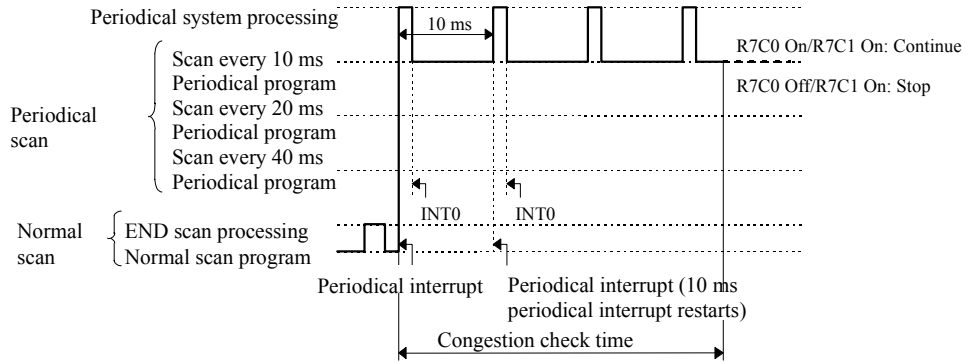 Periodical system processing
10 ms
R7C0 On/R7C1 On: Continue
Scan every 10 ms
Periodical program
R7C0 Off/R7C1 On: Stop
Scan every 20 ms
Periodical scan
Periodical program
Scan every 40 ms
Periodical program
INT0
INT0
Normal scan
END scan processing
Normal scan program
Periodical interrupt
Periodical interrupt (10 ms
periodical interrupt restarts)
Congestion check time